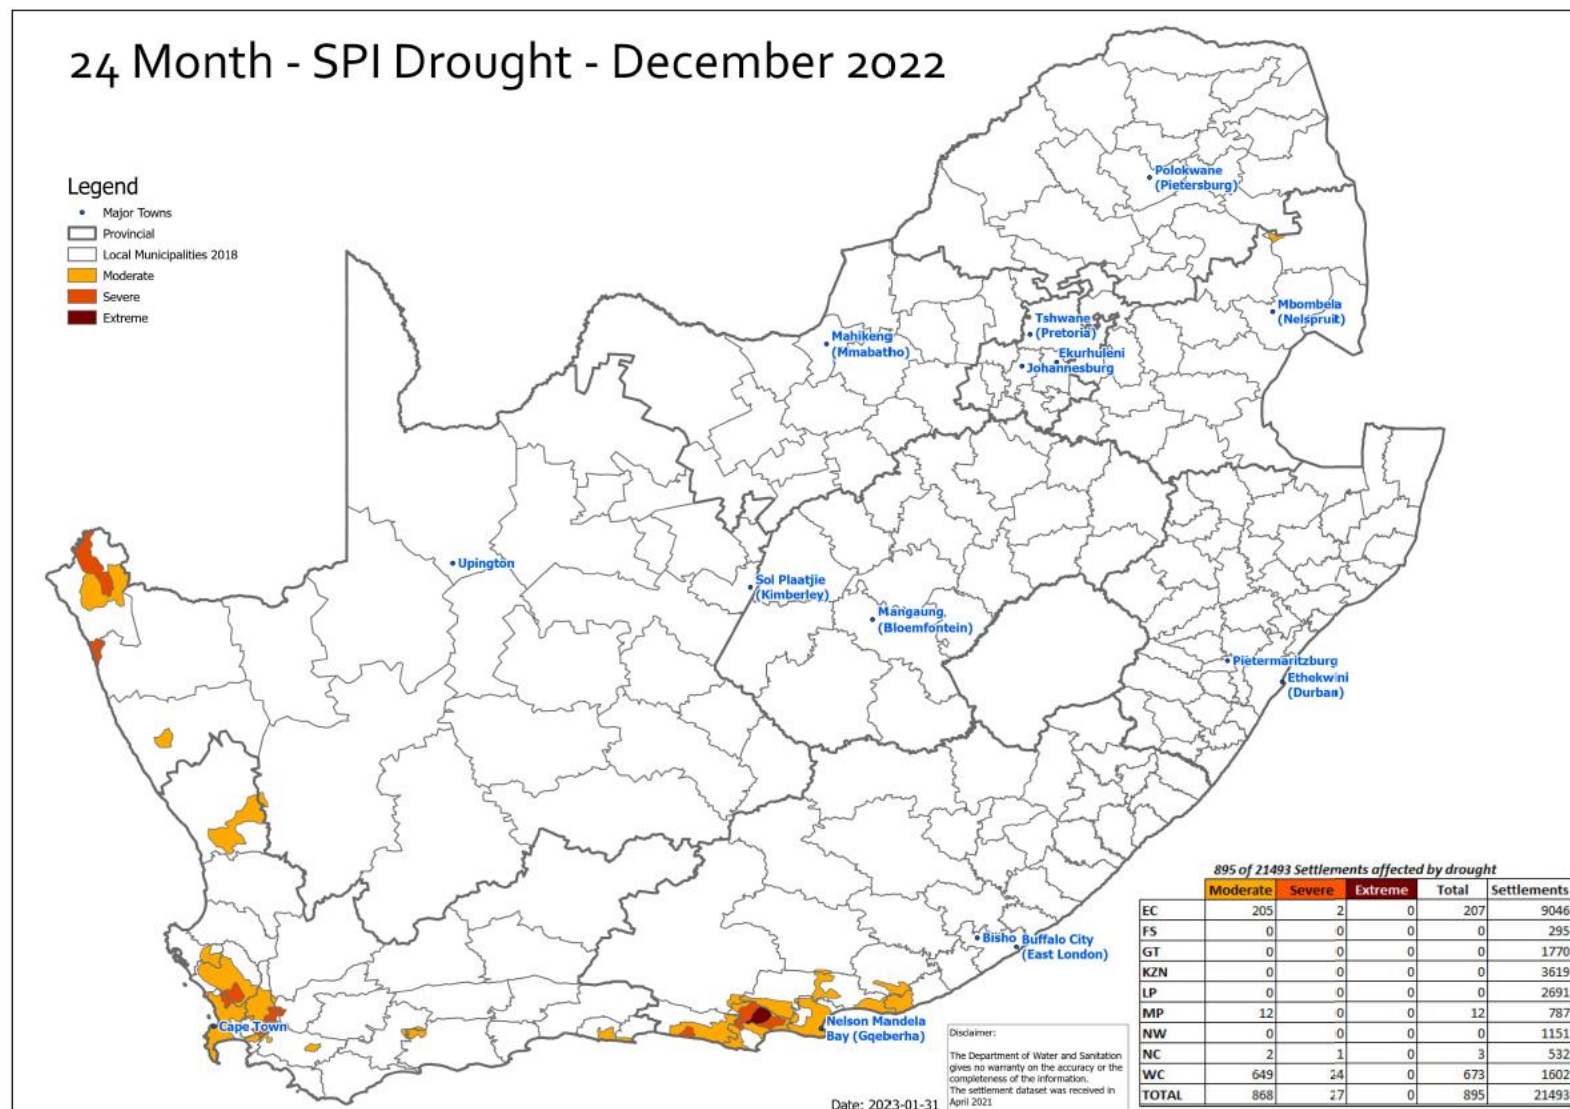 24 Month - SPI Drought - December 2022
Legend
Major Towns
Provincial
Local Municipalities 2018
Moderate
Severe
Extreme
Polokwane
(Pietersburg)
Mbombela
(Nelspruit)
Tshwane
(Pretoria)
Ekurhuleni
Johannesburg
Mahikeng
(Mmabatho)
Upington
Sol Plaatjie
(Kimberley)
Mangaung
(Bloemfontein)
Pietermaritzburg
Ethekwini
(Durban)
Bisho
Buffalo City
(East London)
Cape Town
Nelson Mandela
Bay (Gqeberha)
Disclaimer:
The Department of Water and Sanitation
gives no warranty on the accuracy or the
completeness of the information.
The settlement dataset was received in
April 2021
Date: 2023-01-31
895 of 21493 Settlements affected by drought
Moderate Severe Extreme Total Settlements
EC 205 2 0 207 9046
FS 0 0 0 0 295
GT 0 0 0 0 1770
KZN 0 0 0 0 3619
LP 0 0 0 0 2691
MP 12 0 0 12 787
NW 0 0 0 0 1151
NC 2 1 0 3 532
WC 649 24 0 673 1602
TOTAL 868 27 0 895 21493